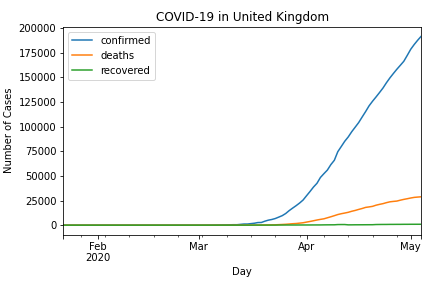 COVID-19 in United Kingdom
confirmed
deaths
recovered
200000
175000
150000
125000
100000
75000
50000
25000
0
Number of Cases
Feb
2020
Mar
Apr
May
Day